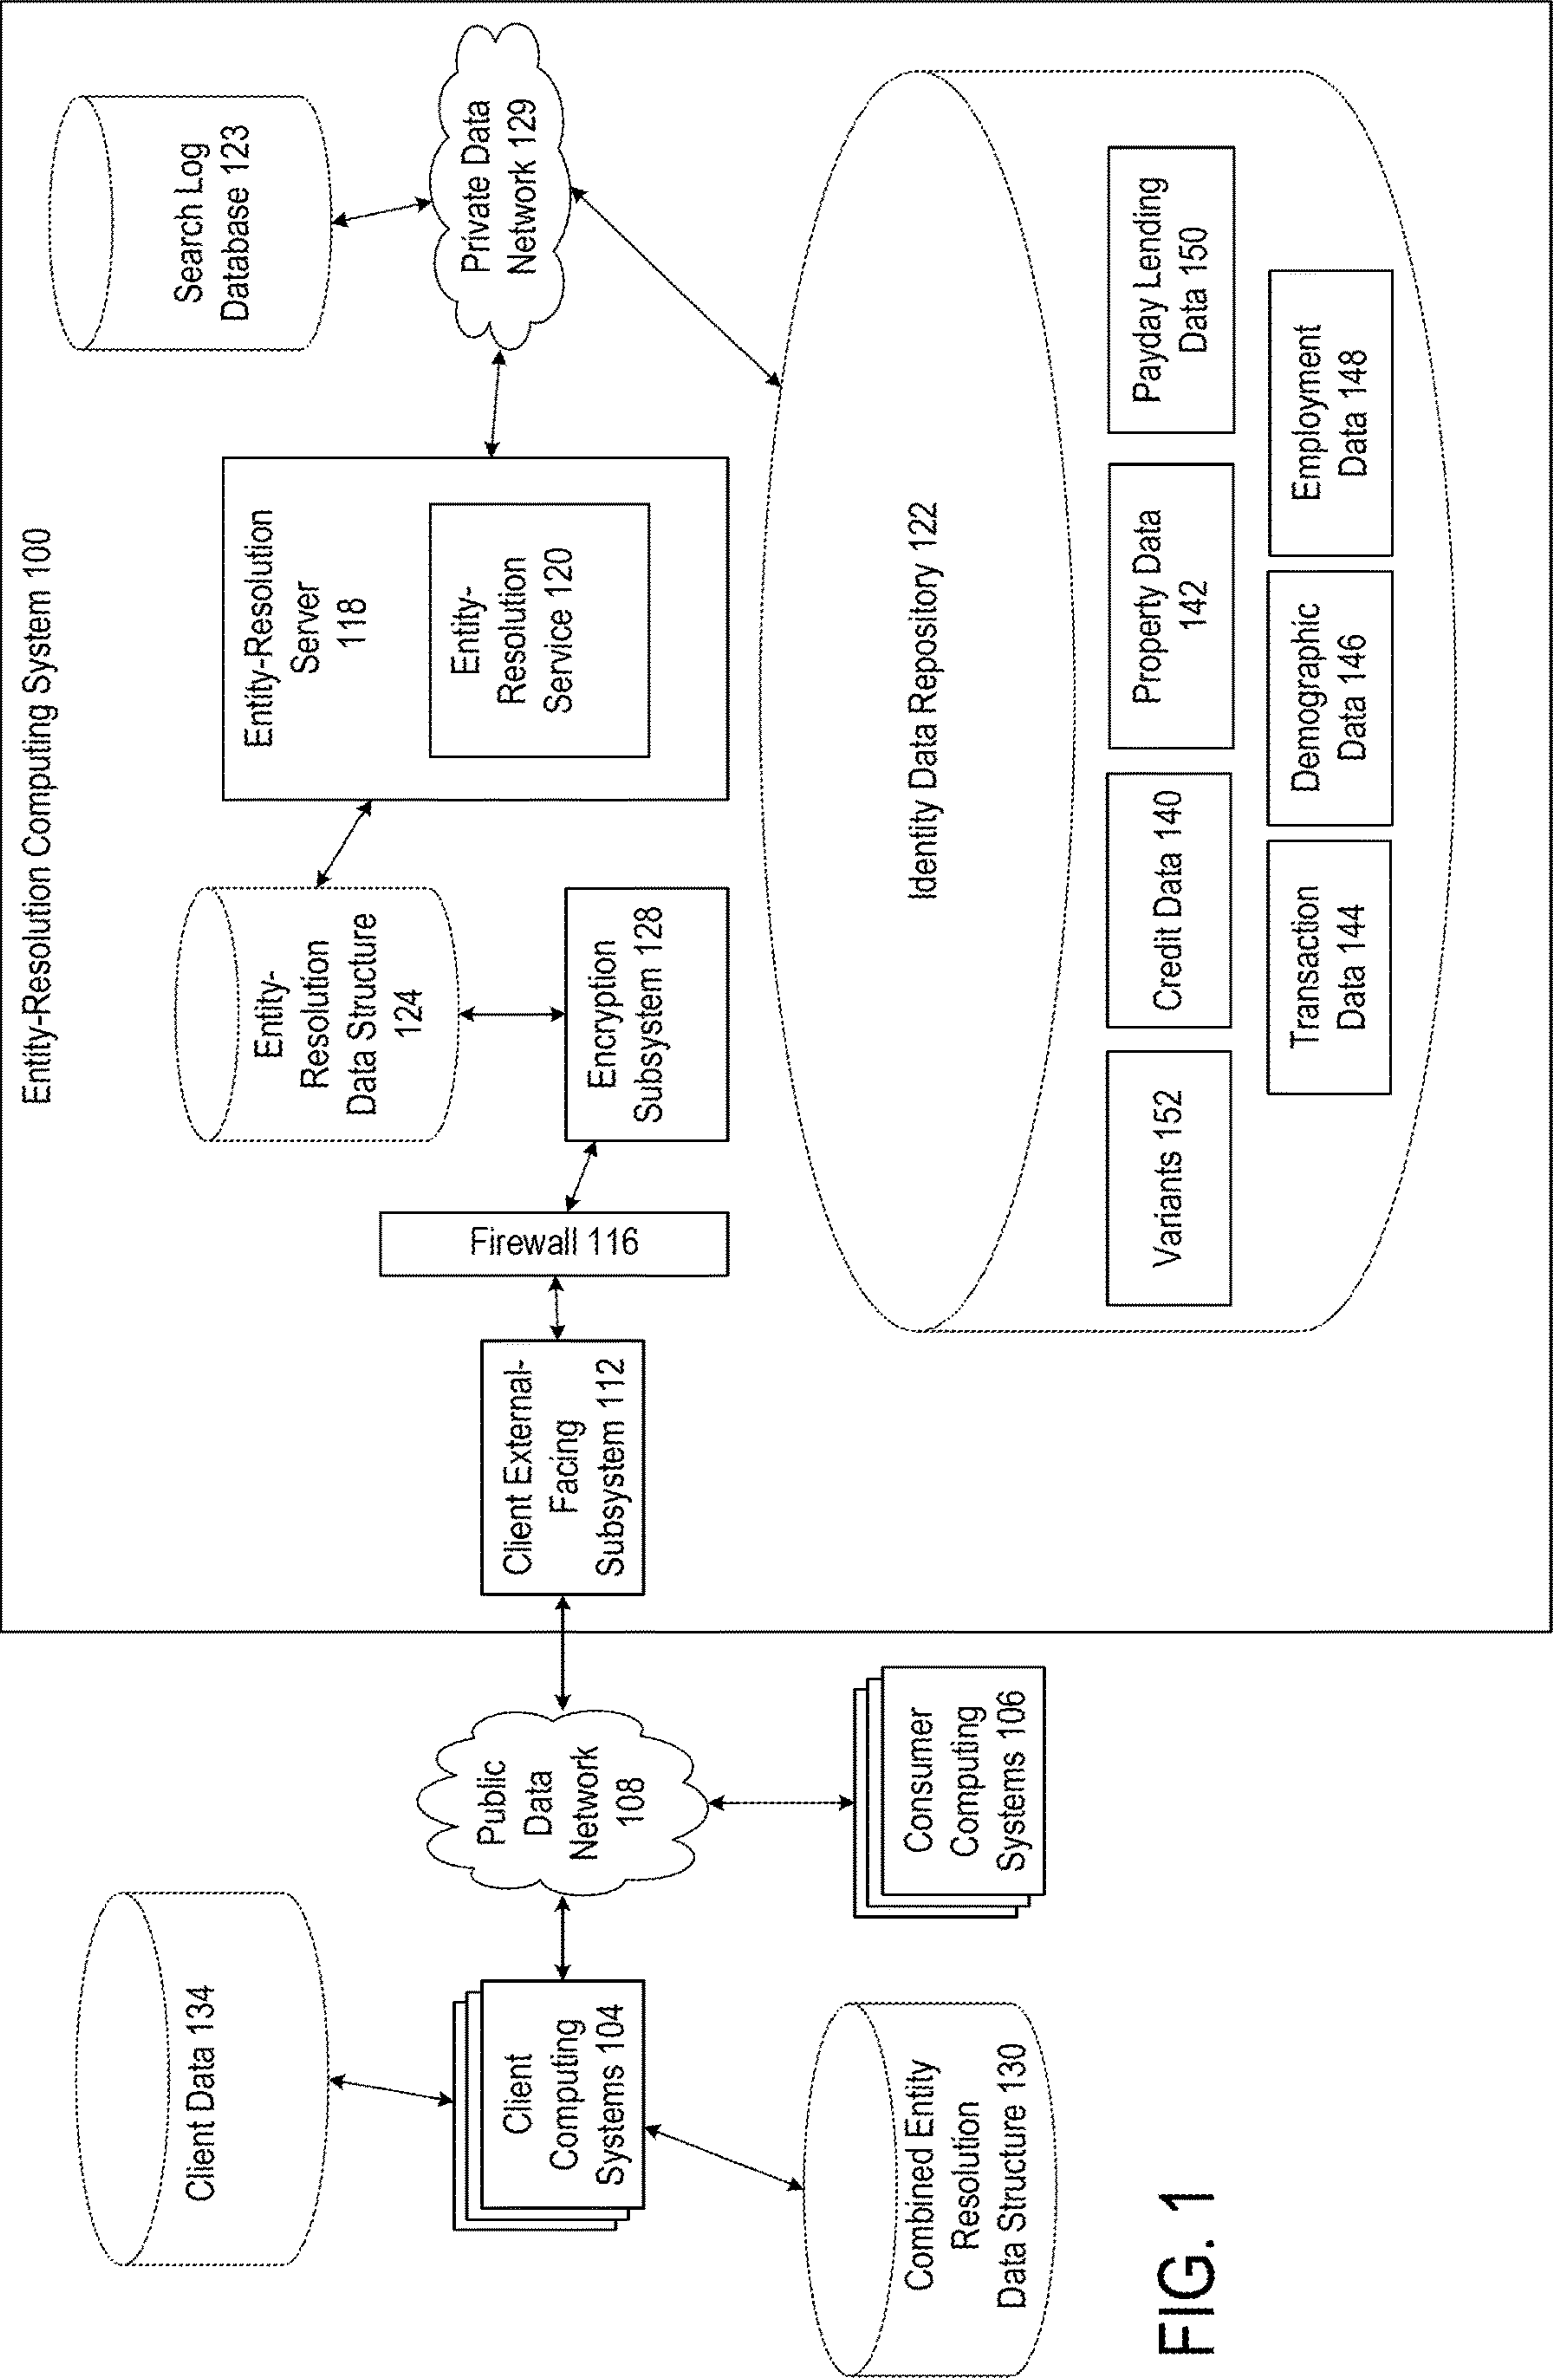 Entity-Resolution Computing System 100
Client Data 134
Client
Computing
Systems 104
Combined Entity
Resolution
Data Structure 130
Public
Data
Network
108
Consumer
Computing
Systems 106
Client External-
Facing
Subsystem 112
Firewall 116
Entity-
Resolution
Data Structure
124
Encryption
Subsystem 128
Entity-Resolution
Server
118
Entity-
Resolution
Service 120
Search Log
Database 123
Private Data
Network 129
Identity Data Repository 122
Variants 152
Credit Data 140
Property Data
142
Payday Lending
Data 150
Transaction
Data 144
Demographic
Data 146
Employment
Data 148
FIG. 1